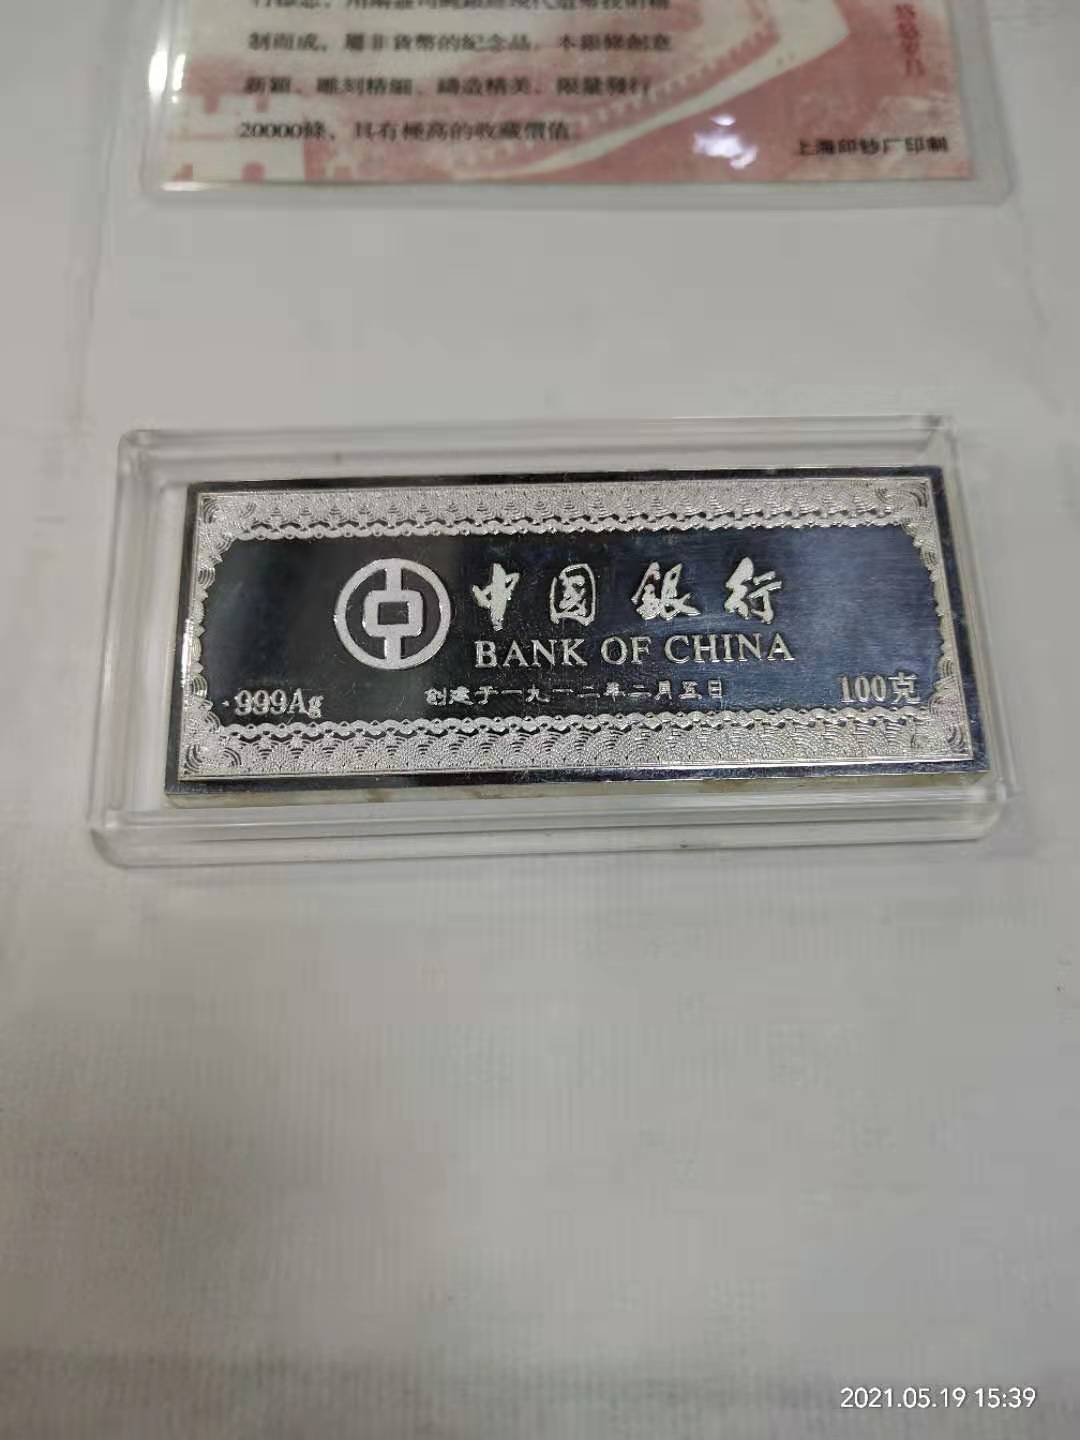 制而成，屬非貨幣的紀念品，本銀條創意
新穎、雕刻精细、鑄造精美、限量發行
20000條，具有極高的收藏價值。
上海印钞厂印制
中国銀行
BANK OF CHINA
创建于一九一二年二月五日
·999Ag
100克
2021.05.19 15:39